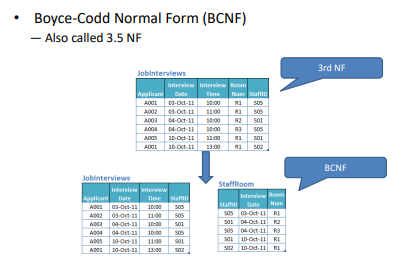 • Boyce-Codd Normal Form (BCNF)
— Also called 3.5 NF
3rd NF
JobInterviews
Applicant Interview Date Interview Time Room Num StaffID
A001 03-Oct-11 10:00 R1 S05
A002 03-Oct-11 11:00 R1 S05
A003 04-Oct-11 10:00 R2 S01
A004 04-Oct-11 10:00 R3 S05
A005 10-Oct-11 11:00 R1 S01
A001 10-Oct-11 13:00 R1 S02
BCNF
JobInterviews
Applicant Interview Date Interview Time StaffID
A001 03-Oct-11 10:00 S05
A002 03-Oct-11 11:00 S05
A003 04-Oct-11 10:00 S01
A004 04-Oct-11 10:00 S05
A005 10-Oct-11 11:00 S01
A001 10-Oct-11 13:00 S02
StaffRoom
StaffID Interview Date Room Num
S05 03-Oct-11 R1
S01 04-Oct-11 R2
S05 04-Oct-11 R3
S01 10-Oct-11 R1
S02 10-Oct-11 R1